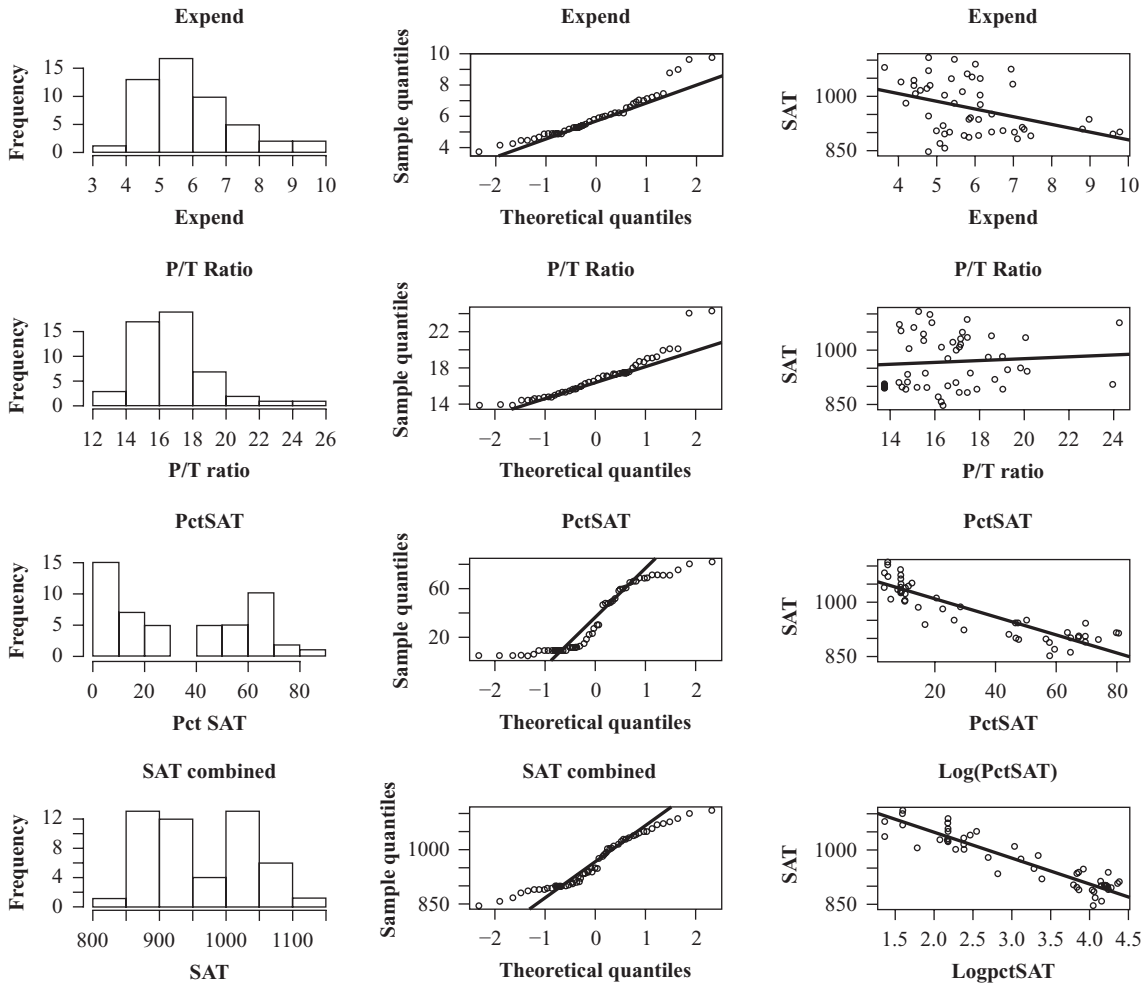 Expend
Expend
Expend
Frequency
15
10
5
0
3 4 5 6 7 8 9 10
Expend
Sample quantiles
10
8
6
4
−2 −1 0 1 2
Theoretical quantiles
SAT
1000
850
4 5 6 7 8 9 10
Expend
P/T Ratio
P/T Ratio
P/T Ratio
Frequency
15
10
5
0
12 14 16 18 20 22 26
P/T ratio
Sample quantiles
22
18
14
−2 −1 0 1 2
Theoretical quantiles
SAT
1000
850
14 16 18 20 22 24
P/T ratio
PctSAT
PctSAT
PctSAT
Frequency
15
10
5
0
0 20 40 60 80
Pct SAT
Sample quantiles
60
20
−2 −1 0 1 2
Theoretical quantiles
SAT
1000
850
20 40 60 80
PctSAT
SAT combined
SAT combined
Log(PctSAT)
Frequency
12
8
4
0
800 900 1000 1100
SAT
Sample quantiles
1000
850
−2 −1 0 1 2
Theoretical quantiles
SAT
1000
850
1.5 2.0 2.5 3.0 3.5 4.0 4.5
LogpctSAT